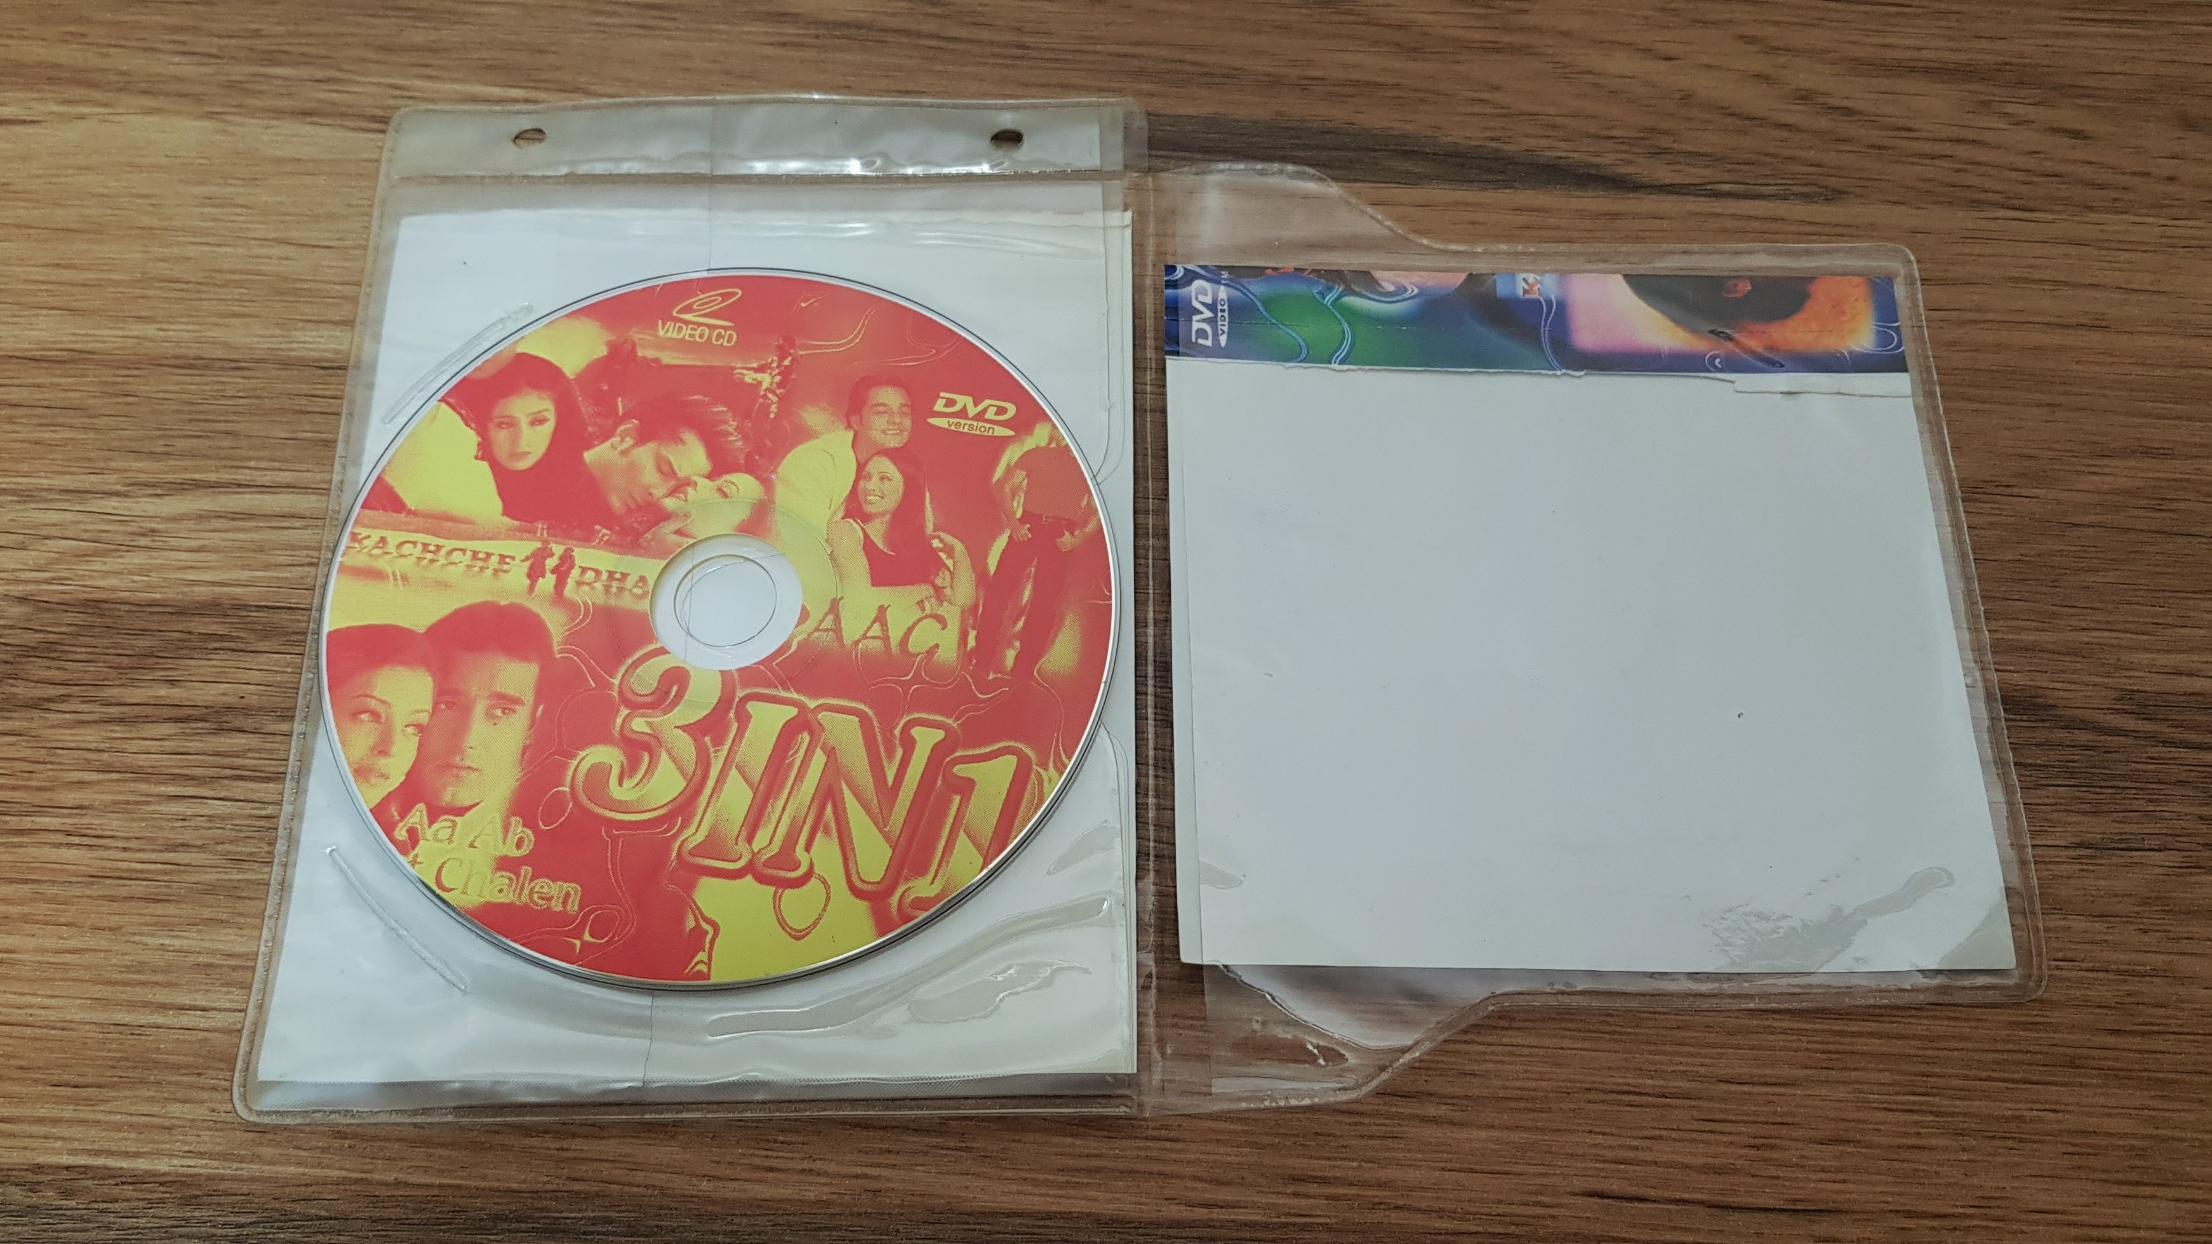 VIDEO CD
DVD
version
KACHCHE DHA
AAG
3IN1
Aa Ab
Chalen
DVD
VIDEO